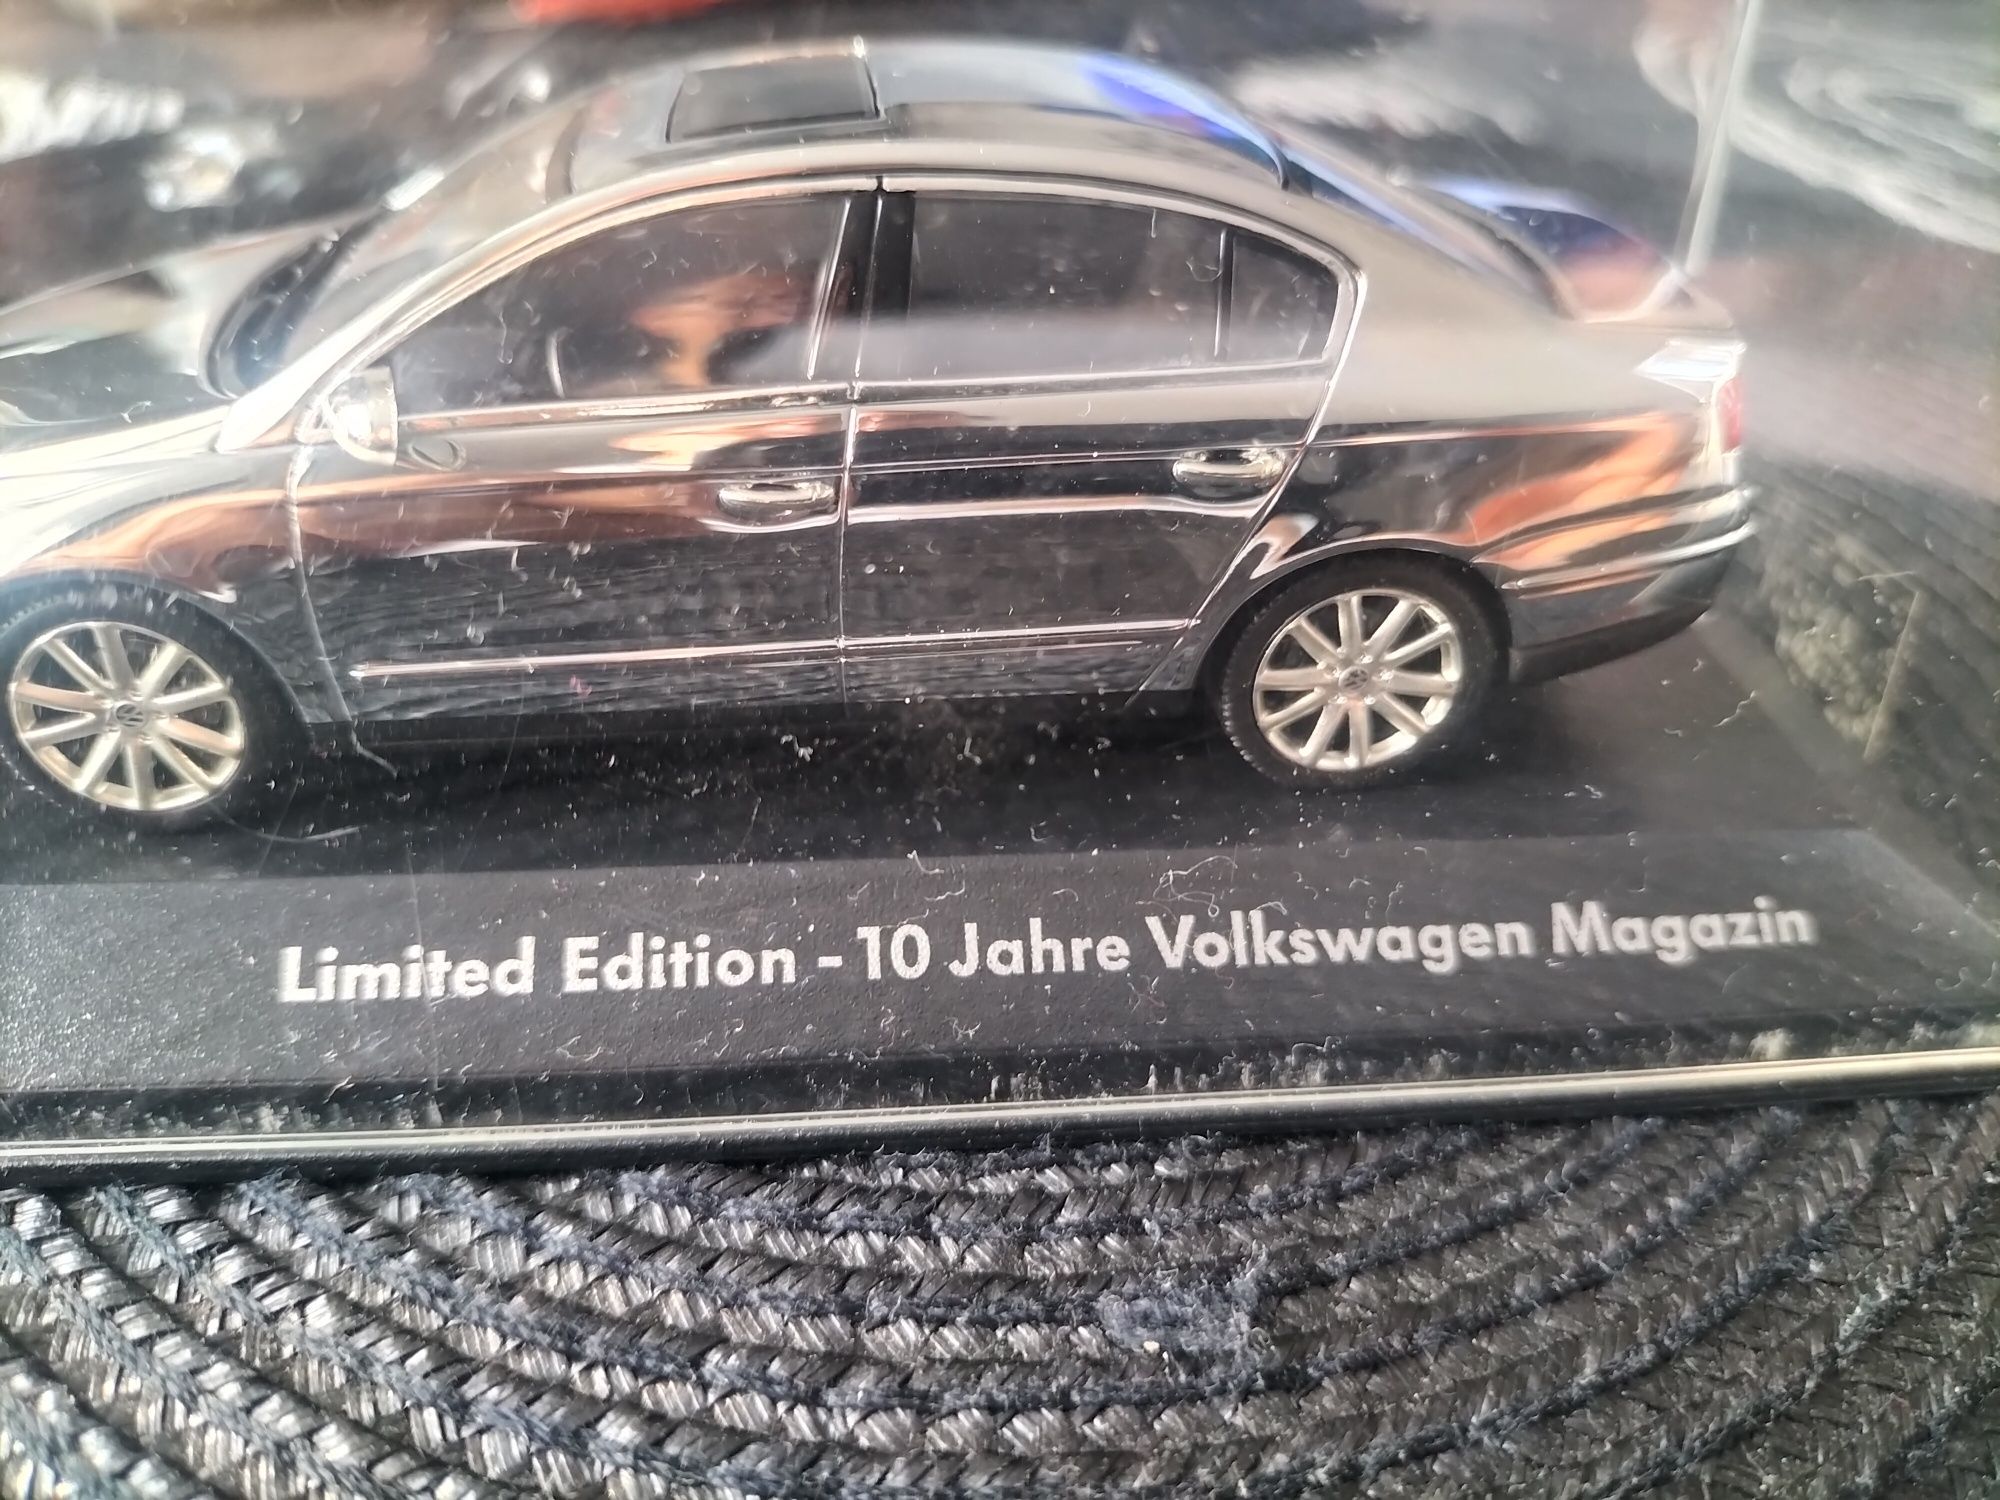 Limited Edition - 10 Jahre Volkswagen Magazin